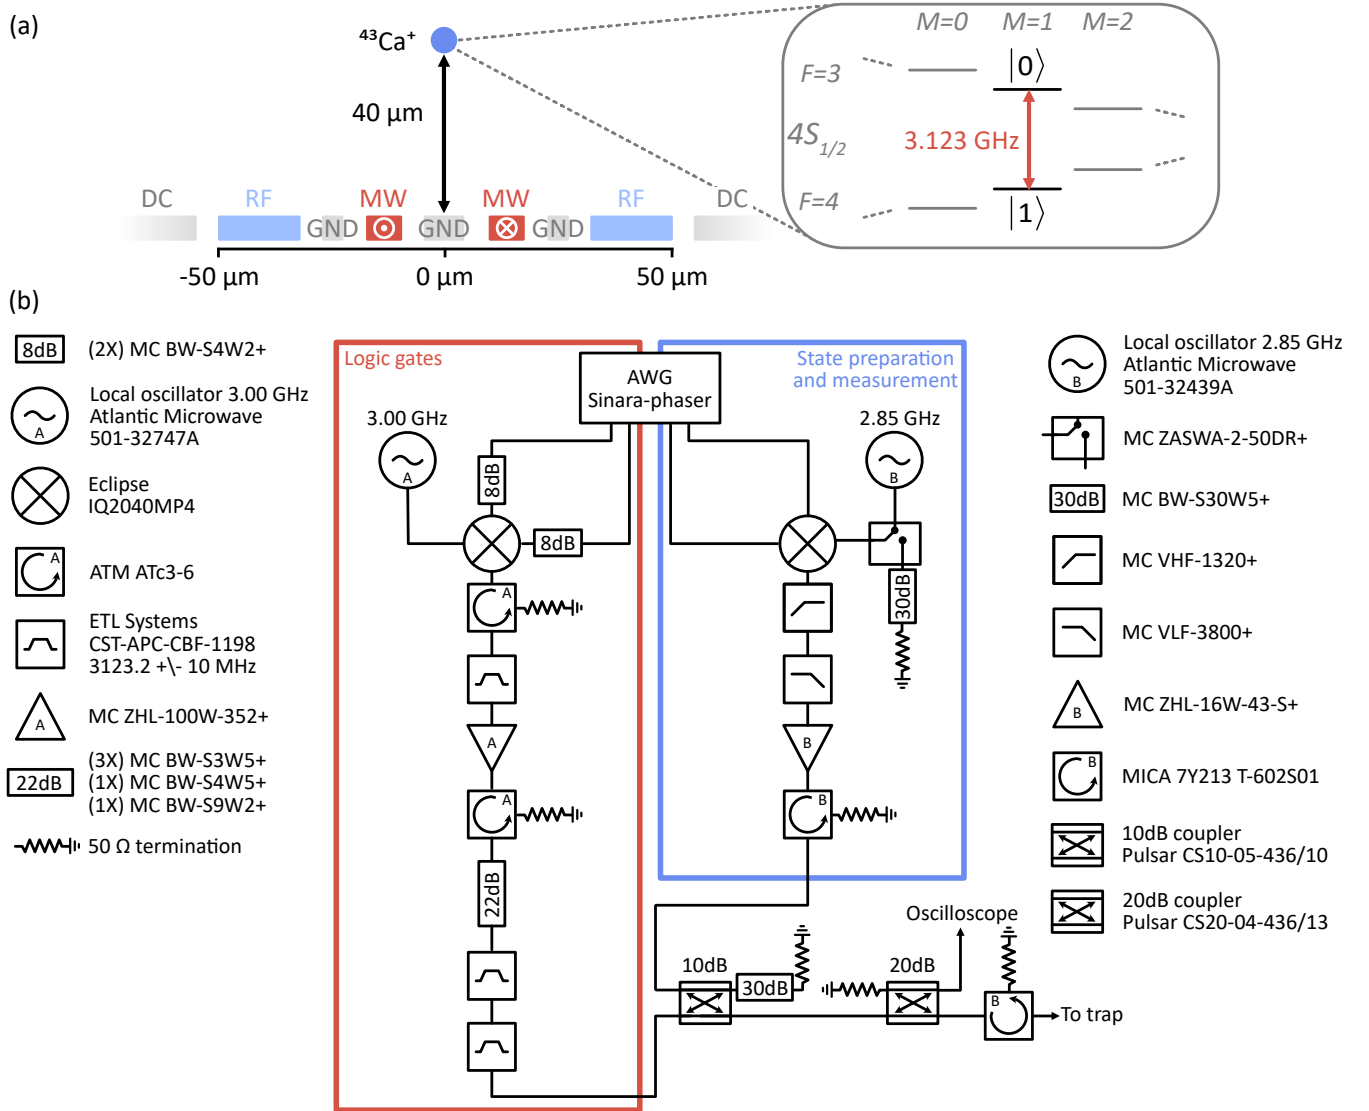 (a)
⁴³Ca⁺
40 µm
DC
RF
GND
MW
GND
MW
GND
RF
DC
-50 µm
0 µm
50 µm
M=0
M=1
M=2
F=3
|0⟩
4S1/2
3.123 GHz
F=4
|1⟩
(b)
8dB
(2X) MC BW-S4W2+
A
Local oscillator 3.00 GHz
Atlantic Microwave
501-32747A
Eclipse
IQ2040MP4
A
ATM ATc3-6
ETL Systems
CST-APC-CBF-1198
3123.2 +\- 10 MHz
A
MC ZHL-100W-352+
22dB
(3X) MC BW-S3W5+
(1X) MC BW-S4W5+
(1X) MC BW-S9W2+
50 Ω termination
Logic gates
AWG
Sinara-phaser
State preparation
and measurement
3.00 GHz
A
8dB
8dB
A
A
A
22dB
2.85 GHz
B
30dB
B
B
10dB
30dB
20dB
Oscilloscope
B
To trap
B
Local oscillator 2.85 GHz
Atlantic Microwave
501-32439A
MC ZASWA-2-50DR+
30dB
MC BW-S30W5+
MC VHF-1320+
MC VLF-3800+
B
MC ZHL-16W-43-S+
B
MICA 7Y213 T-602S01
10dB coupler
Pulsar CS10-05-436/10
20dB coupler
Pulsar CS20-04-436/13